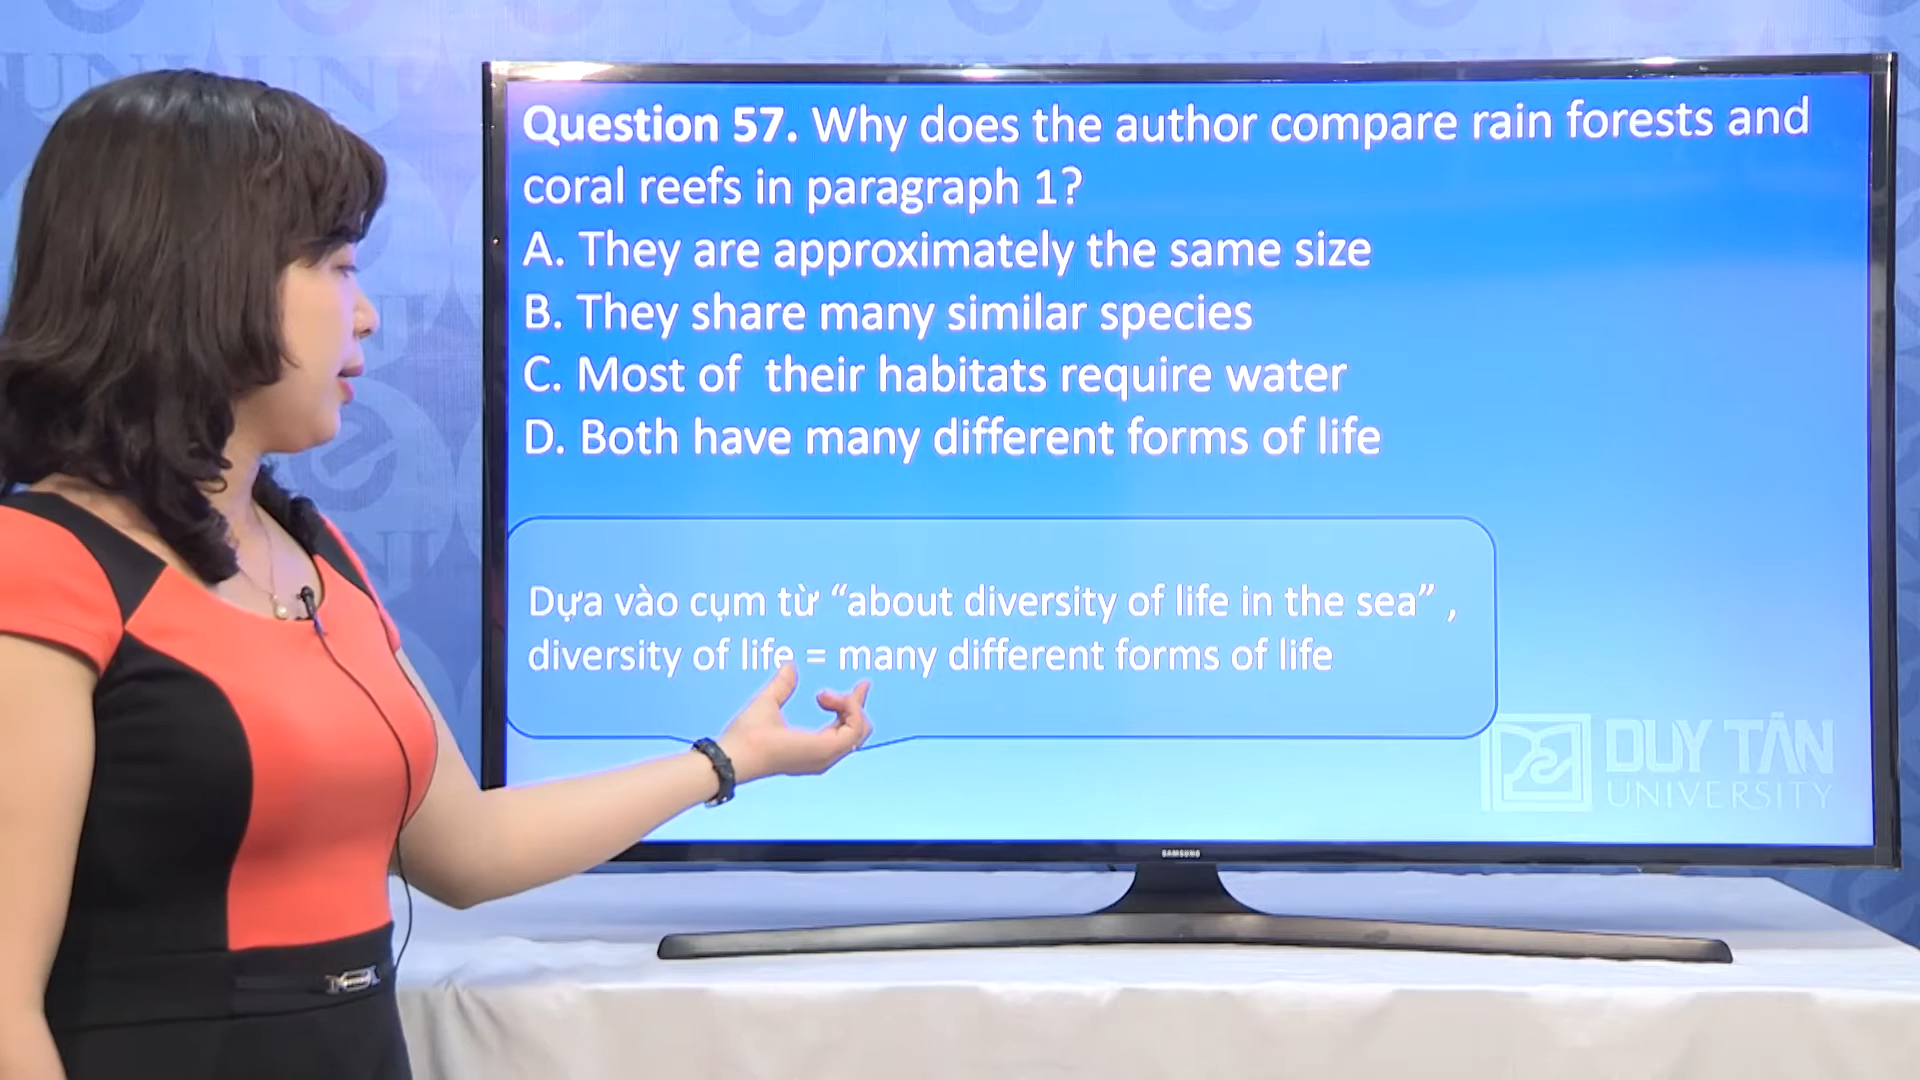 Question 57. Why does the author compare rain forests and
coral reefs in paragraph 1?
A. They are approximately the same size
B. They share many similar species
C. Most of their habitats require water
D. Both have many different forms of life
Dựa vào cụm từ “about diversity of life in the sea” ,
diversity of life = many different forms of life
DUY TÂN
UNIVERSITY
SAMSUNG